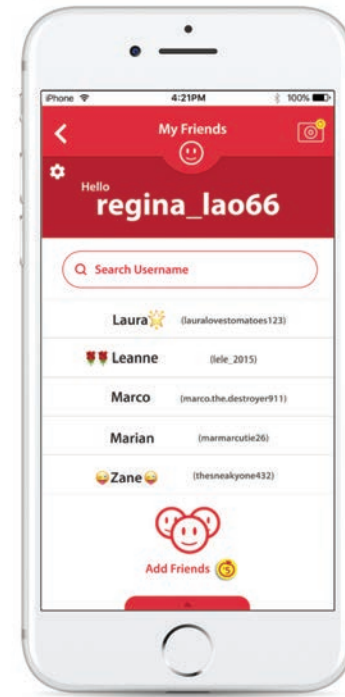 iPhone 4:21PM 100%
My Friends
Hello
regina_lao66
Search Username
Laura (lauralovestomatoes123)
Leanne (lele_2015)
Marco (marco.the.destroyer911)
Marian (marmarcutie26)
Zane (thesneakyone432)
Add Friends 5